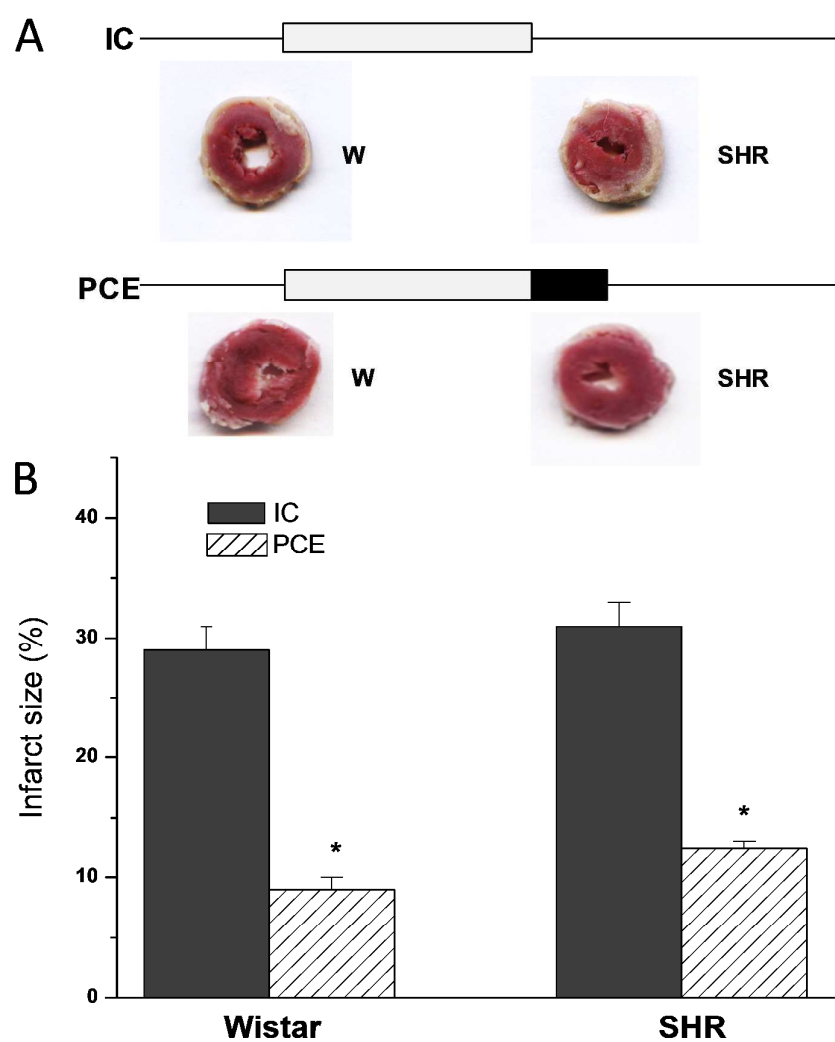 A
IC
W
SHR
PCE
W
SHR
B
IC
PCE
Infarct size (%)
40
30
20
10
0
*
*
Wistar
SHR